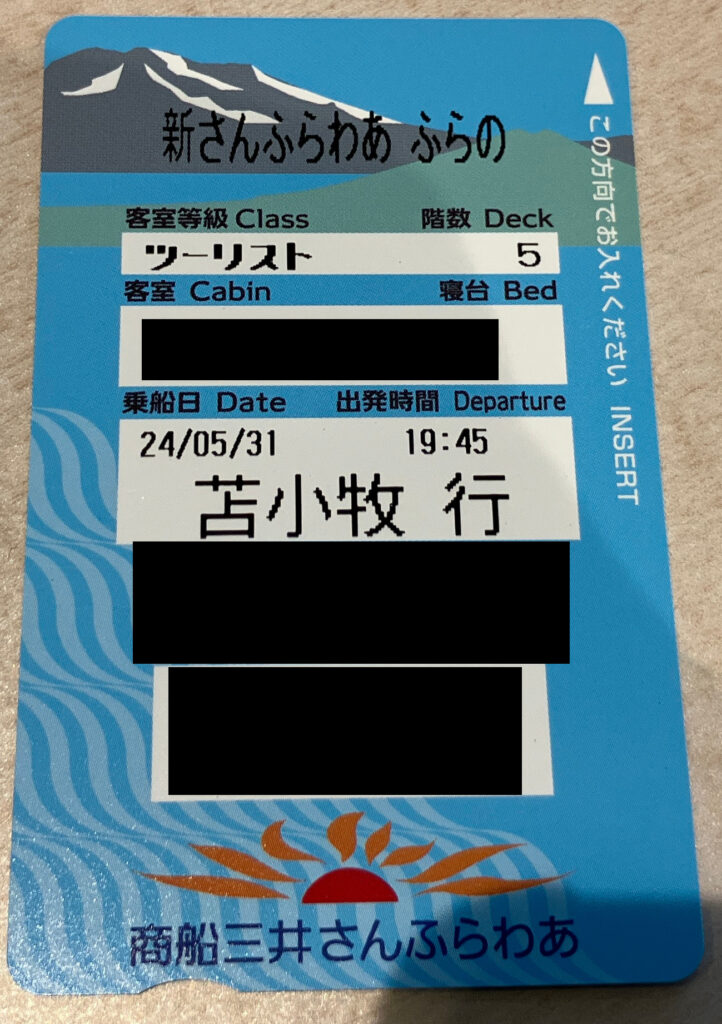 新さんふらわあ ふらの
客室等級 Class 階数 Deck
ツーリスト 5
客室 Cabin 寝台 Bed
乗船日 Date 出発時間 Departure
24/05/31 19:45
苫小牧 行
商船三井さんふらわあ
この方向でお入れください INSERT